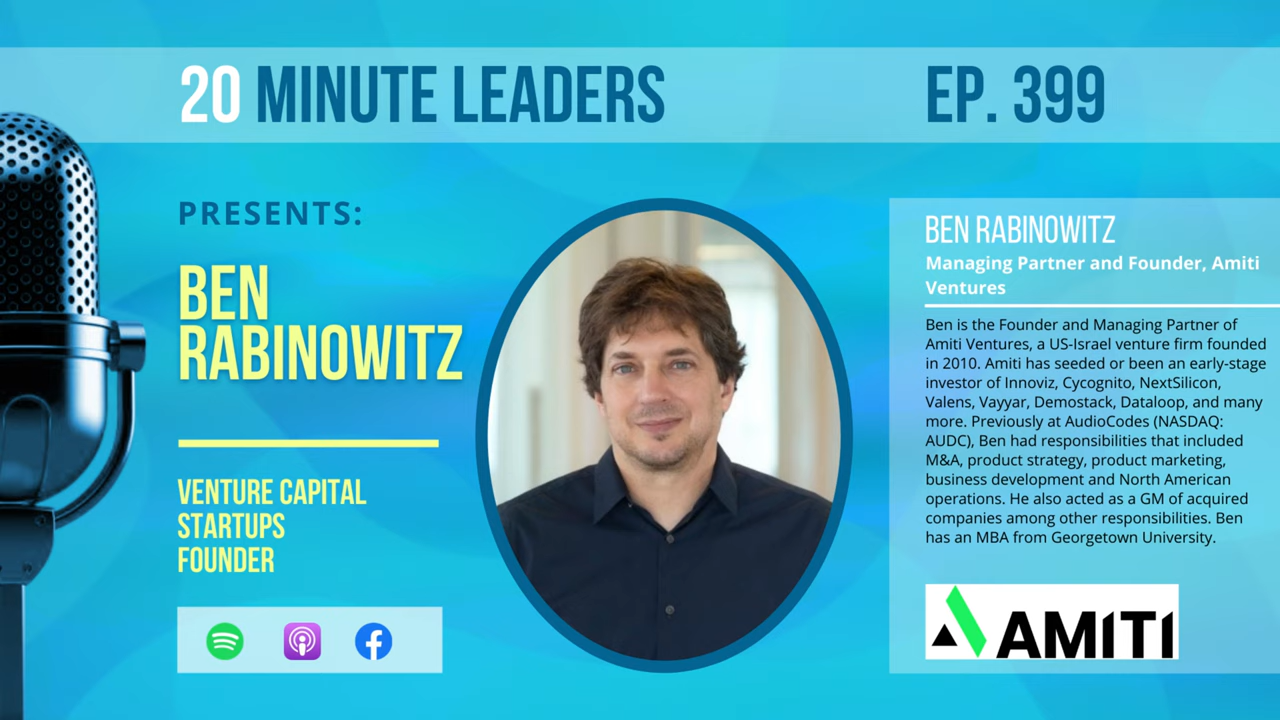 20 MINUTE LEADERS
EP. 399
PRESENTS:
BEN
RABINOWITZ
VENTURE CAPITAL
STARTUPS
FOUNDER
BEN RABINOWITZ
Managing Partner and Founder, Amiti
Ventures
Ben is the Founder and Managing Partner of
Amiti Ventures, a US-Israel venture firm founded
in 2010. Amiti has seeded or been an early-stage
investor of Innoviz, Cycognito, NextSilicon,
Valens, Vayyar, Demostack, Dataloop, and many
more. Previously at AudioCodes (NASDAQ:
AUDC), Ben had responsibilities that included
M&A, product strategy, product marketing,
business development and North American
operations. He also acted as a GM of acquired
companies among other responsibilities. Ben
has an MBA from Georgetown University.
AMITI